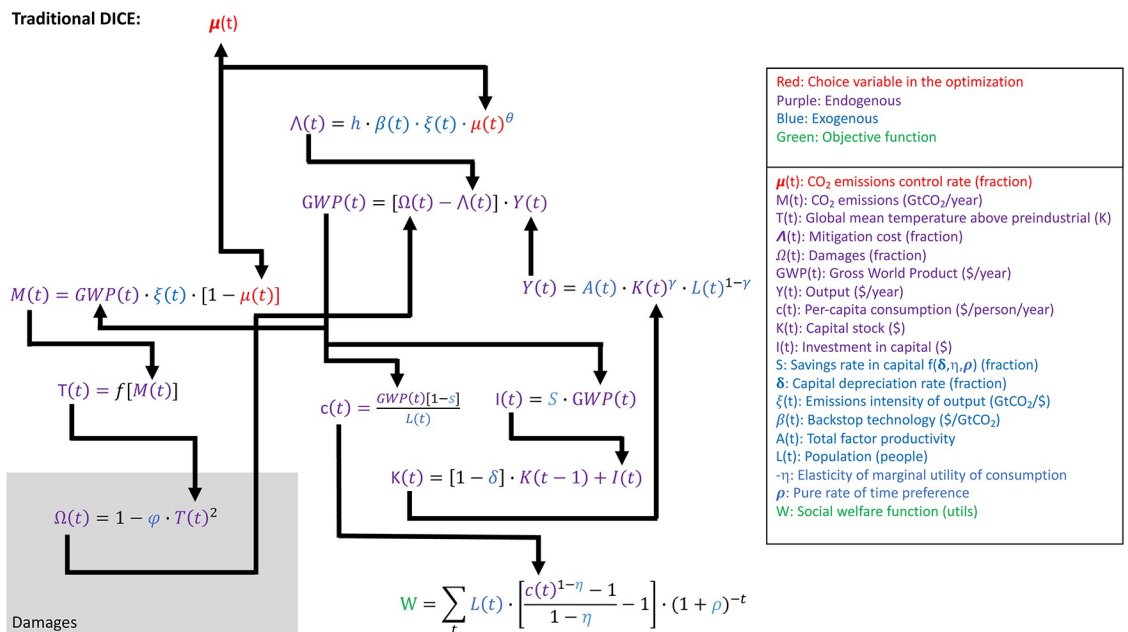 Traditional DICE:
μ(t)
Λ(t) = h · β(t) · ξ(t) · μ(t)^θ
GWP(t) = [Ω(t) − Λ(t)] · Y(t)
M(t) = GWP(t) · ξ(t) · [1 − μ(t)]
Y(t) = A(t) · K(t)^γ · L(t)^{1−γ}
T(t) = f[M(t)]
c(t) = GWP(t)[1−s] / L(t)
I(t) = S · GWP(t)
K(t) = [1 − δ] · K(t − 1) + I(t)
Ω(t) = 1 − φ · T(t)²
Damages
W = ∑_t L(t) · [(c(t)^{1−η} − 1) / (1 − η) − 1] · (1 + ρ)^{−t}
Red: Choice variable in the optimization
Purple: Endogenous
Blue: Exogenous
Green: Objective function
μ(t): CO₂ emissions control rate (fraction)
M(t): CO₂ emissions (GtCO₂/year)
T(t): Global mean temperature above preindustrial (K)
Λ(t): Mitigation cost (fraction)
Ω(t): Damages (fraction)
GWP(t): Gross World Product ($/year)
Y(t): Output ($/year)
c(t): Per-capita consumption ($/person/year)
K(t): Capital stock ($)
I(t): Investment in capital ($)
S: Savings rate in capital f(δ,η,ρ) (fraction)
δ: Capital depreciation rate (fraction)
ξ(t): Emissions intensity of output (GtCO₂/$)
β(t): Backstop technology ($/GtCO₂)
A(t): Total factor productivity
L(t): Population (people)
-η: Elasticity of marginal utility of consumption
ρ: Pure rate of time preference
W: Social welfare function (utils)